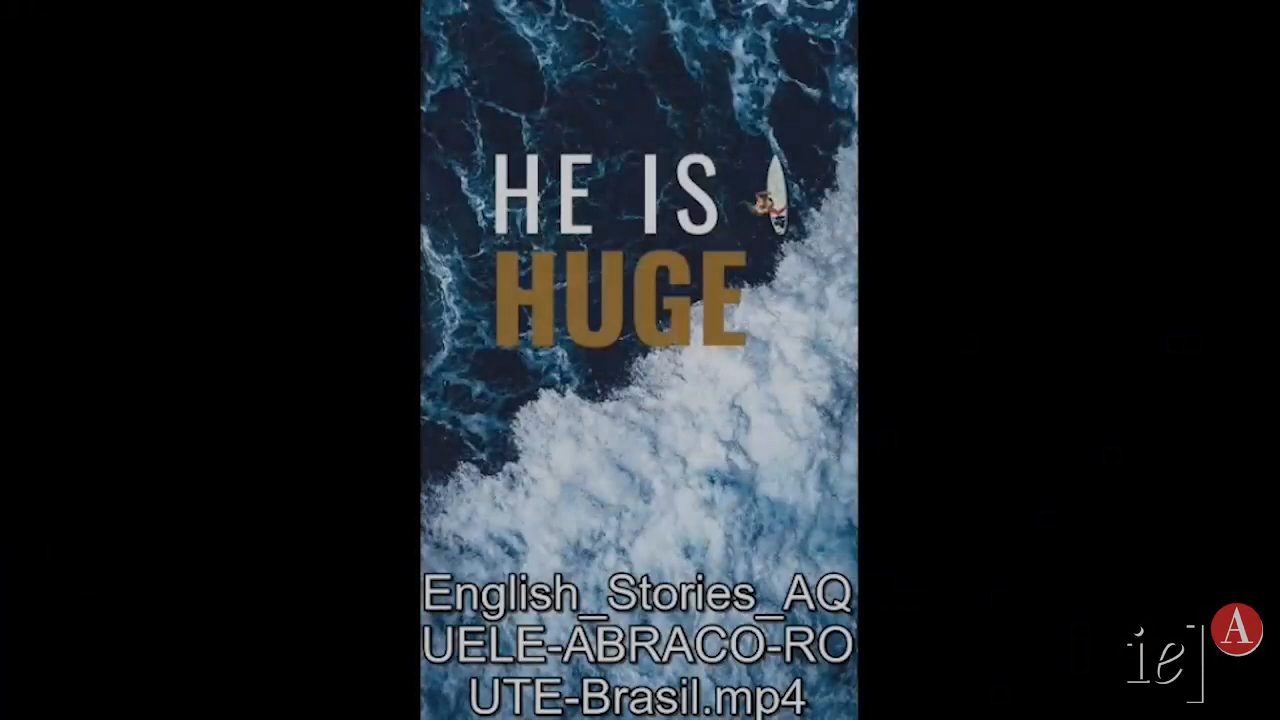 HE IS
HUGE
English_Stories_AQ
UELE-ABRACO-RO
UTE-Brasil.mp4
ie]
A